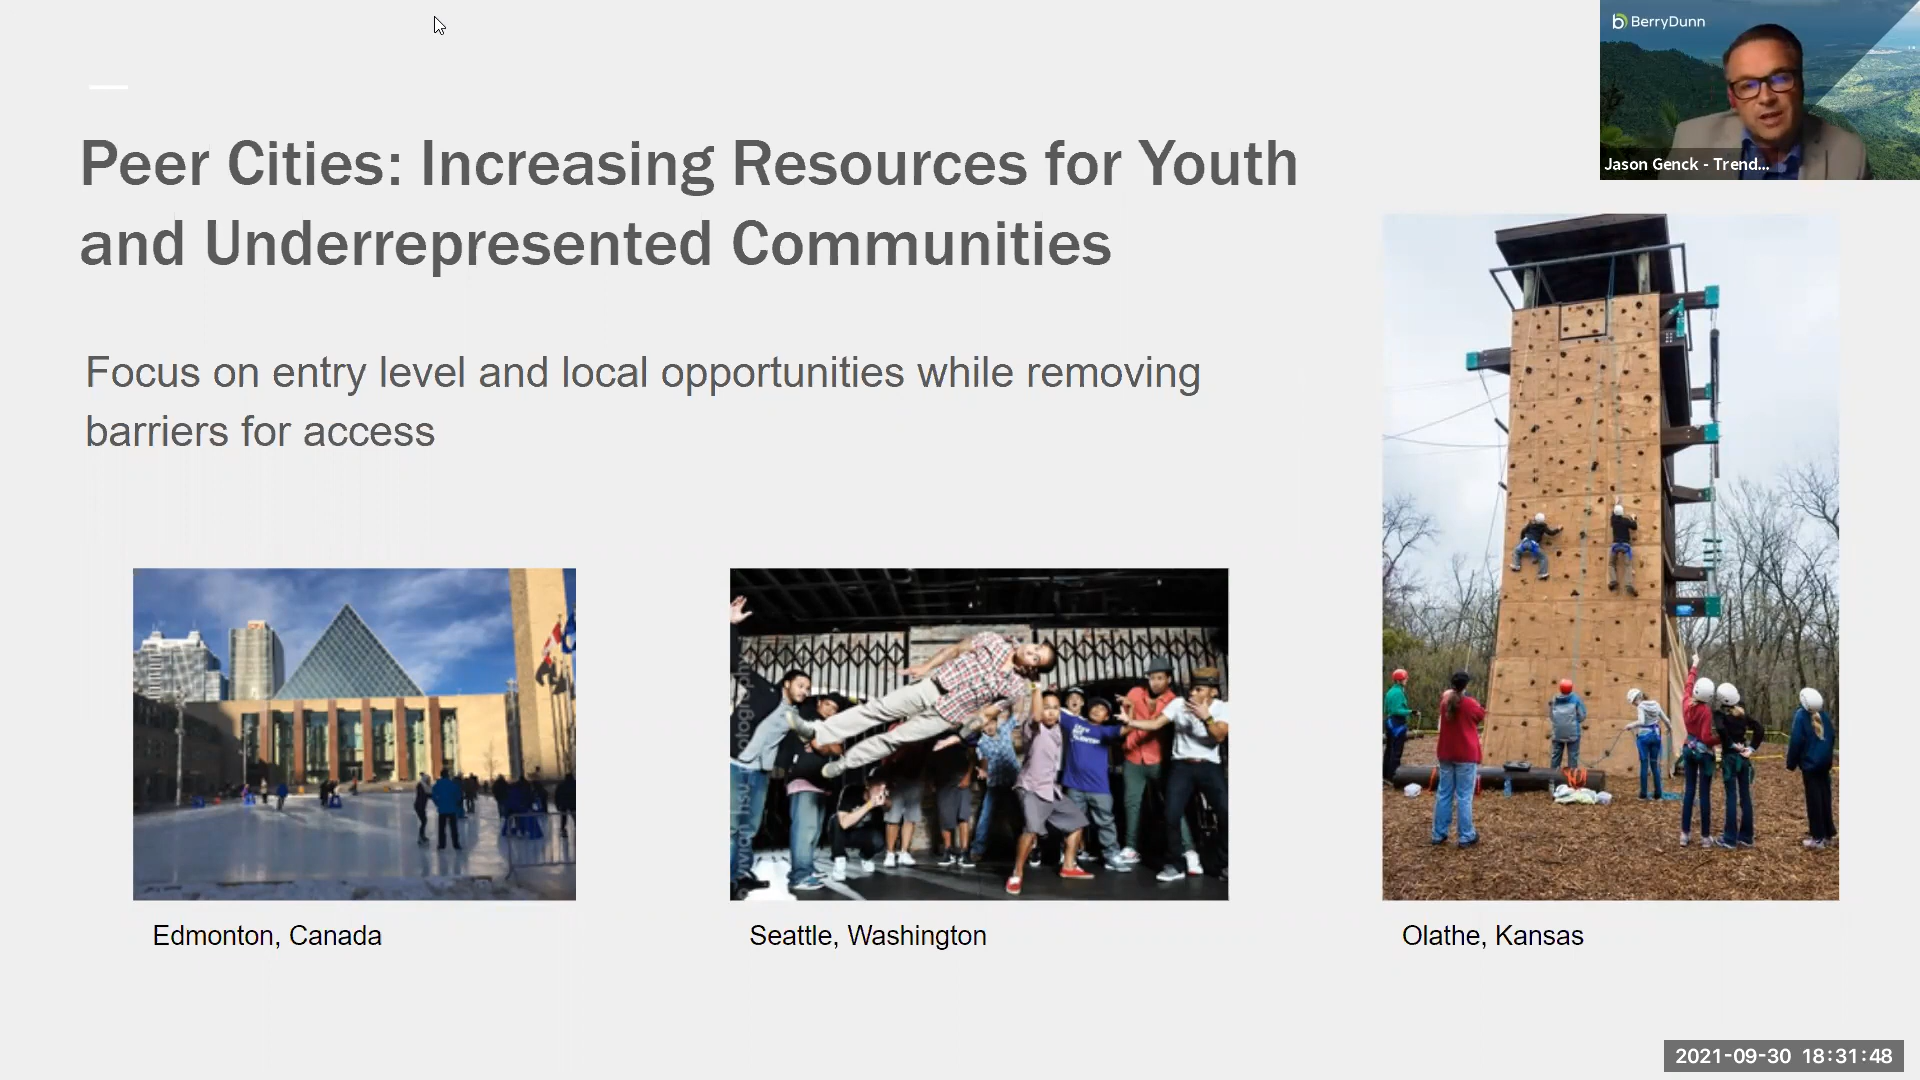 BerryDunn
Jason Genck - Trend...
Peer Cities: Increasing Resources for Youth
and Underrepresented Communities
Focus on entry level and local opportunities while removing
barriers for access
Edmonton, Canada
Seattle, Washington
Olathe, Kansas
2021-09-30 18:31:48